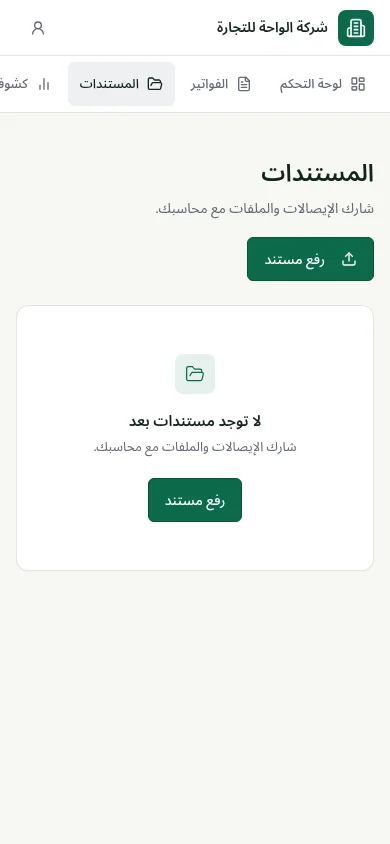 شركة الواحة للتجارة
لوحة التحكم
الفواتير
المستندات
المستندات
شارك الإيصالات والملفات مع محاسبك.
رفع مستند
لا توجد مستندات بعد
شارك الإيصالات والملفات مع محاسبك.
رفع مستند